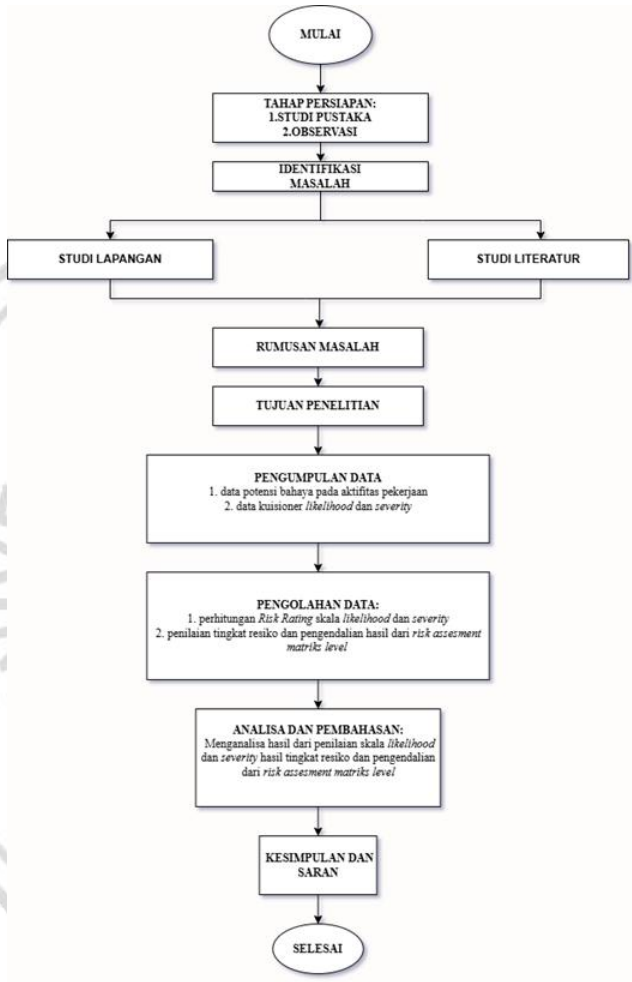 MULAI
TAHAP PERSIAPAN:
1.STUDI PUSTAKA
2.OBSERVASI
IDENTIFIKASI
MASALAH
STUDI LAPANGAN
STUDI LITERATUR
RUMUSAN MASALAH
TUJUAN PENELITIAN
PENGUMPULAN DATA
1. data potensi bahaya pada aktifitas pekerjaan
2. data kuisioner likelihood dan severity
PENGOLAHAN DATA:
1. perhitungan Risk Rating skala likelihood dan severity
2. penilaian tingkat resiko dan pengendalian hasil dari risk assesment
matriks level
ANALISA DAN PEMBAHASAN:
Menganalisa hasil dari penilaian skala likelihood
dan severity hasil tingkat resiko dan pengendalian
dari risk assesment matriks level
KESIMPULAN DAN
SARAN
SELESAI